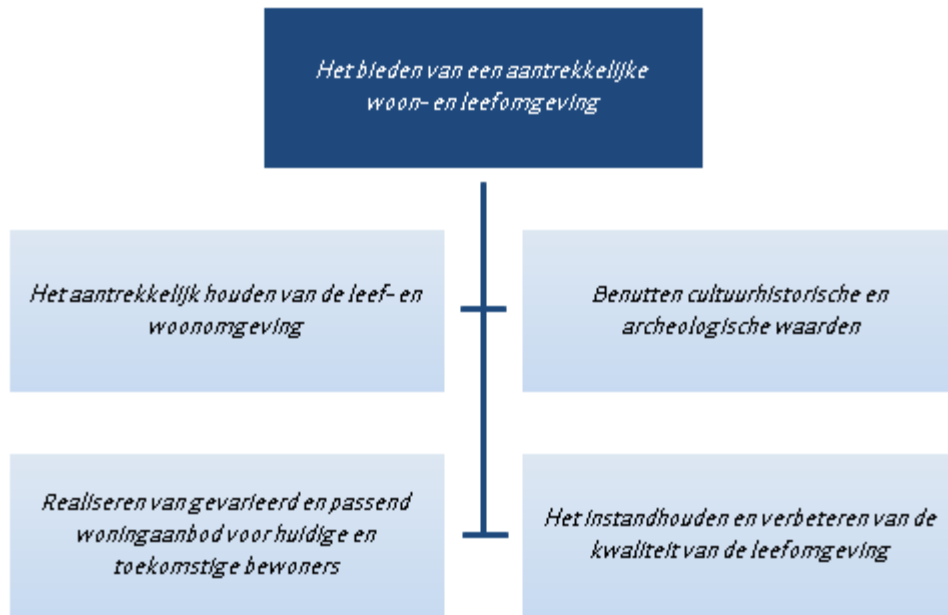 Het bieden van een aantrekkelijke
woon- en leefomgeving
Het aantrekkelijk houden van de leef- en
woonomgeving
Benutten cultuurhistorische en
archeologische waarden
Realiseren van gevarieerd en passend
woningaanbod voor huidige en
toekomstige bewoners
Het instandhouden en verbeteren van de
kwaliteit van de leefomgeving